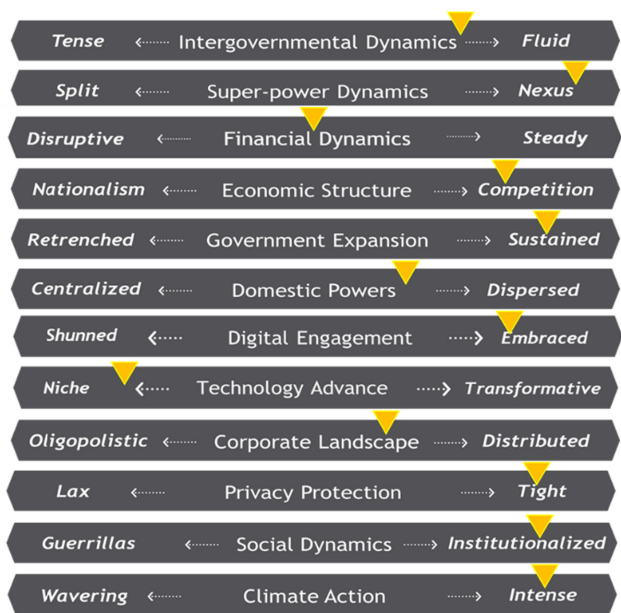 Tense Intergovernmental Dynamics Fluid
Split Super-power Dynamics Nexus
Disruptive Financial Dynamics Steady
Nationalism Economic Structure Competition
Retrenched Government Expansion Sustained
Centralized Domestic Powers Dispersed
Shunned Digital Engagement Embraced
Niche Technology Advance Transformative
Oligopolistic Corporate Landscape Distributed
Lax Privacy Protection Tight
Guerrillas Social Dynamics Institutionalized
Wavering Climate Action Intense